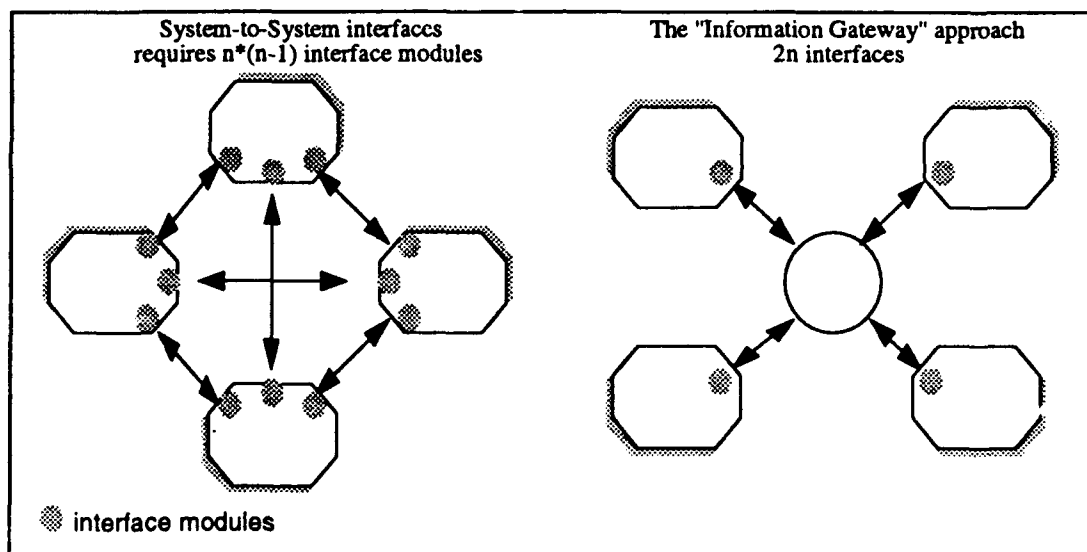 System-to-System interfaces
requires n*(n-1) interface modules
The "Information Gateway" approach
2n interfaces
interface modules